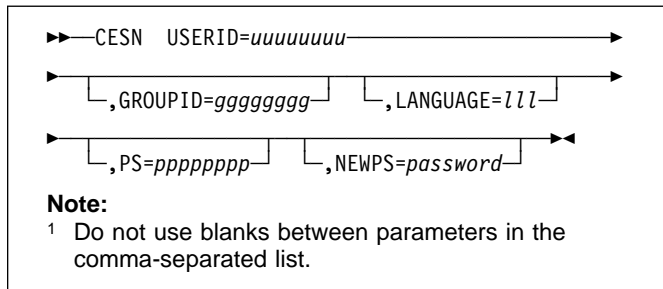 CESN USERID=uuuuuuuu
,GROUPID=gggggggg ,LANGUAGE=lll
,PS=pppppppp ,NEWPS=password
Note:
1 Do not use blanks between parameters in the
comma-separated list.